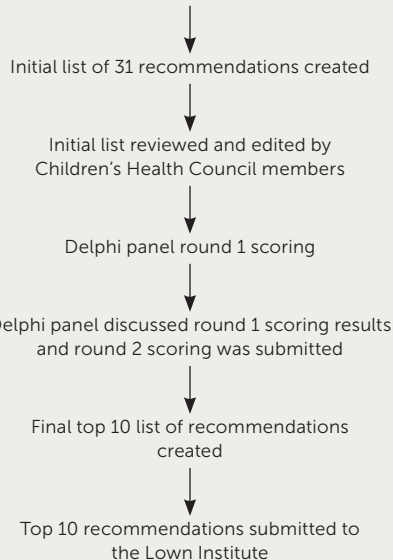 Initial list of 31 recommendations created
Initial list reviewed and edited by
Children's Health Council members
Delphi panel round 1 scoring
Delphi panel discussed round 1 scoring results
and round 2 scoring was submitted
Final top 10 list of recommendations
created
Top 10 recommendations submitted to
the Lown Institute